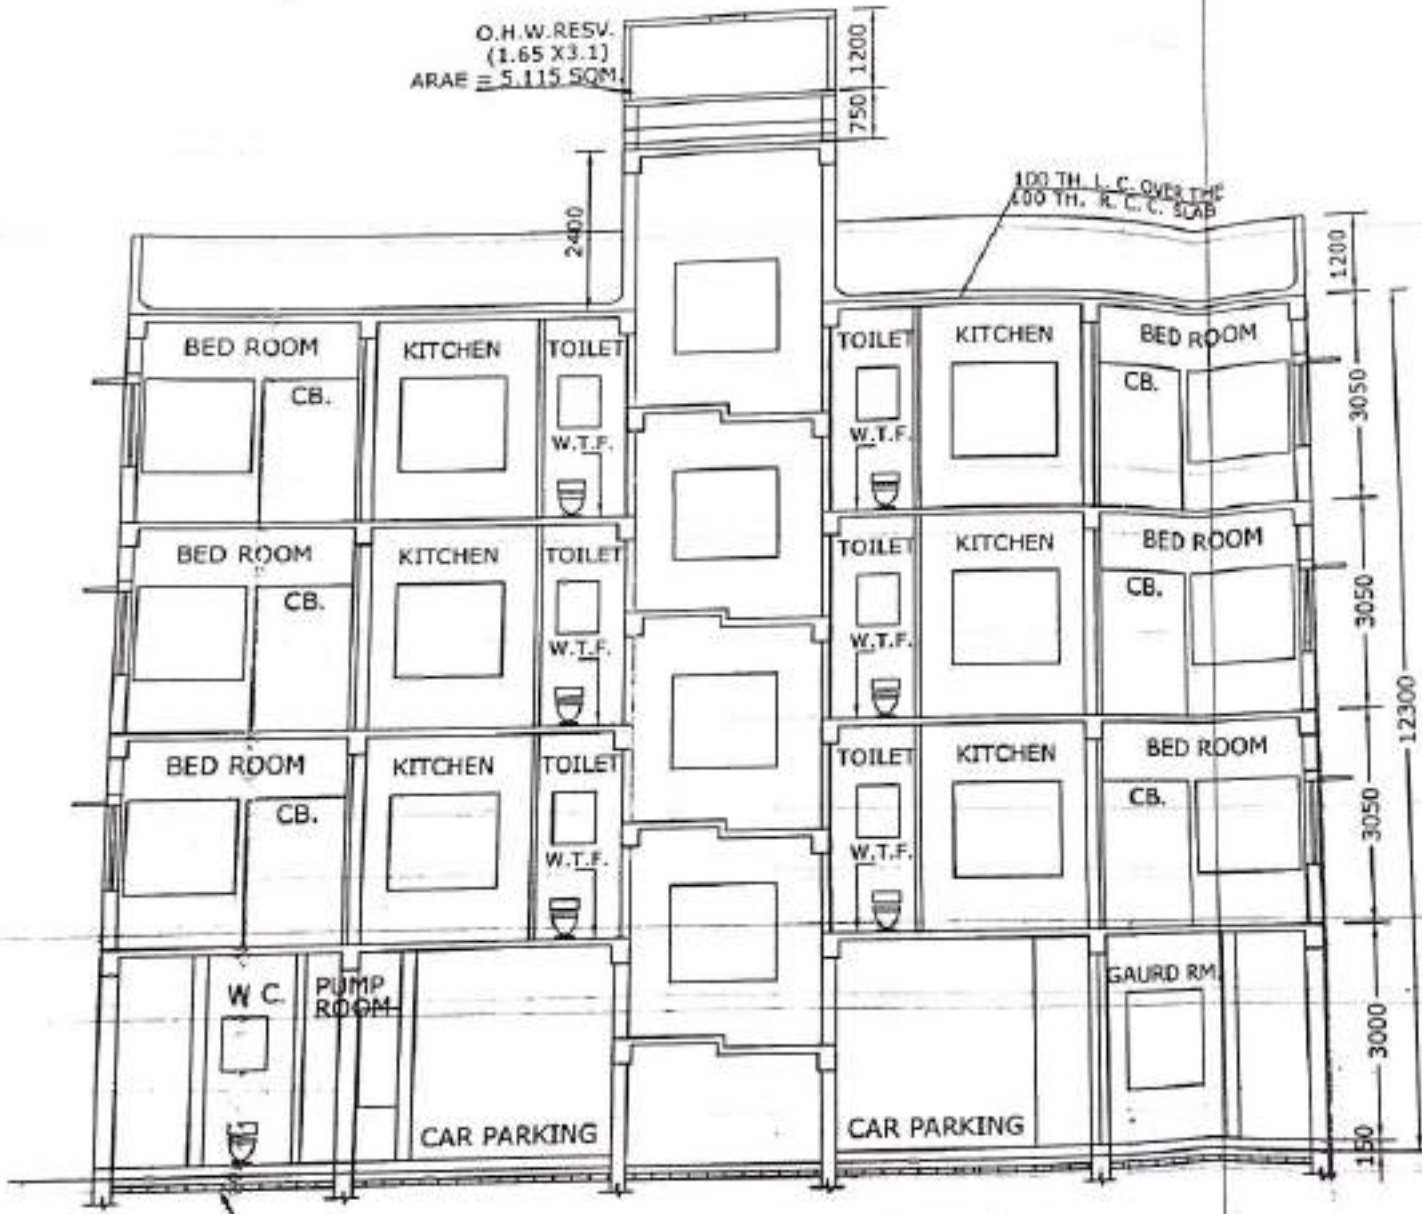 O.H.W.RESV.
(1.65 X3.1)
ARAE = 5.115 SQM.
1200
750
2400
100 TH. L. C. OVER THE
100 TH. R. C. C. SLAB
1200
BED ROOM
KITCHEN
TOILET
TOILET
KITCHEN
BED ROOM
CB.
W.T.F.
W.T.F.
CB.
3050
BED ROOM
KITCHEN
TOILET
TOILET
KITCHEN
BED ROOM
CB.
W.T.F.
W.T.F.
CB.
3050
12300
BED ROOM
KITCHEN
TOILET
TOILET
KITCHEN
BED ROOM
CB.
W.T.F.
W.T.F.
CB.
3050
W C.
PUMP
ROOM
GAURD RM.
3000
CAR PARKING
CAR PARKING
150